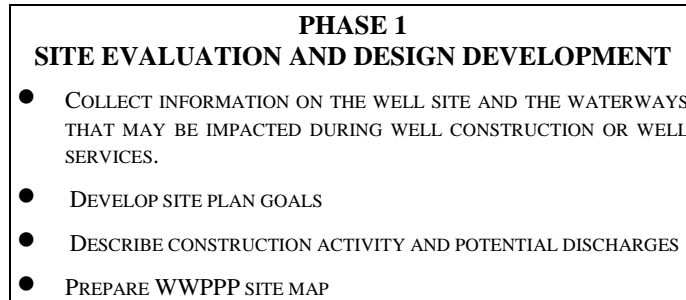 PHASE 1
SITE EVALUATION AND DESIGN DEVELOPMENT
● COLLECT INFORMATION ON THE WELL SITE AND THE WATERWAYS
THAT MAY BE IMPACTED DURING WELL CONSTRUCTION OR WELL
SERVICES.
● DEVELOP SITE PLAN GOALS
● DESCRIBE CONSTRUCTION ACTIVITY AND POTENTIAL DISCHARGES
● PREPARE WWPPP SITE MAP